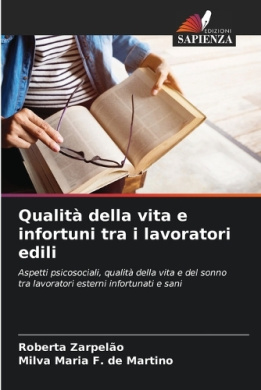 EDIZIONI
SAPIENZA
Qualità della vita e
infortuni tra i lavoratori
edili
Aspetti psicosociali, qualità della vita e del sonno
tra lavoratori esterni infortunati e sani
Roberta Zarpelão
Milva Maria F. de Martino